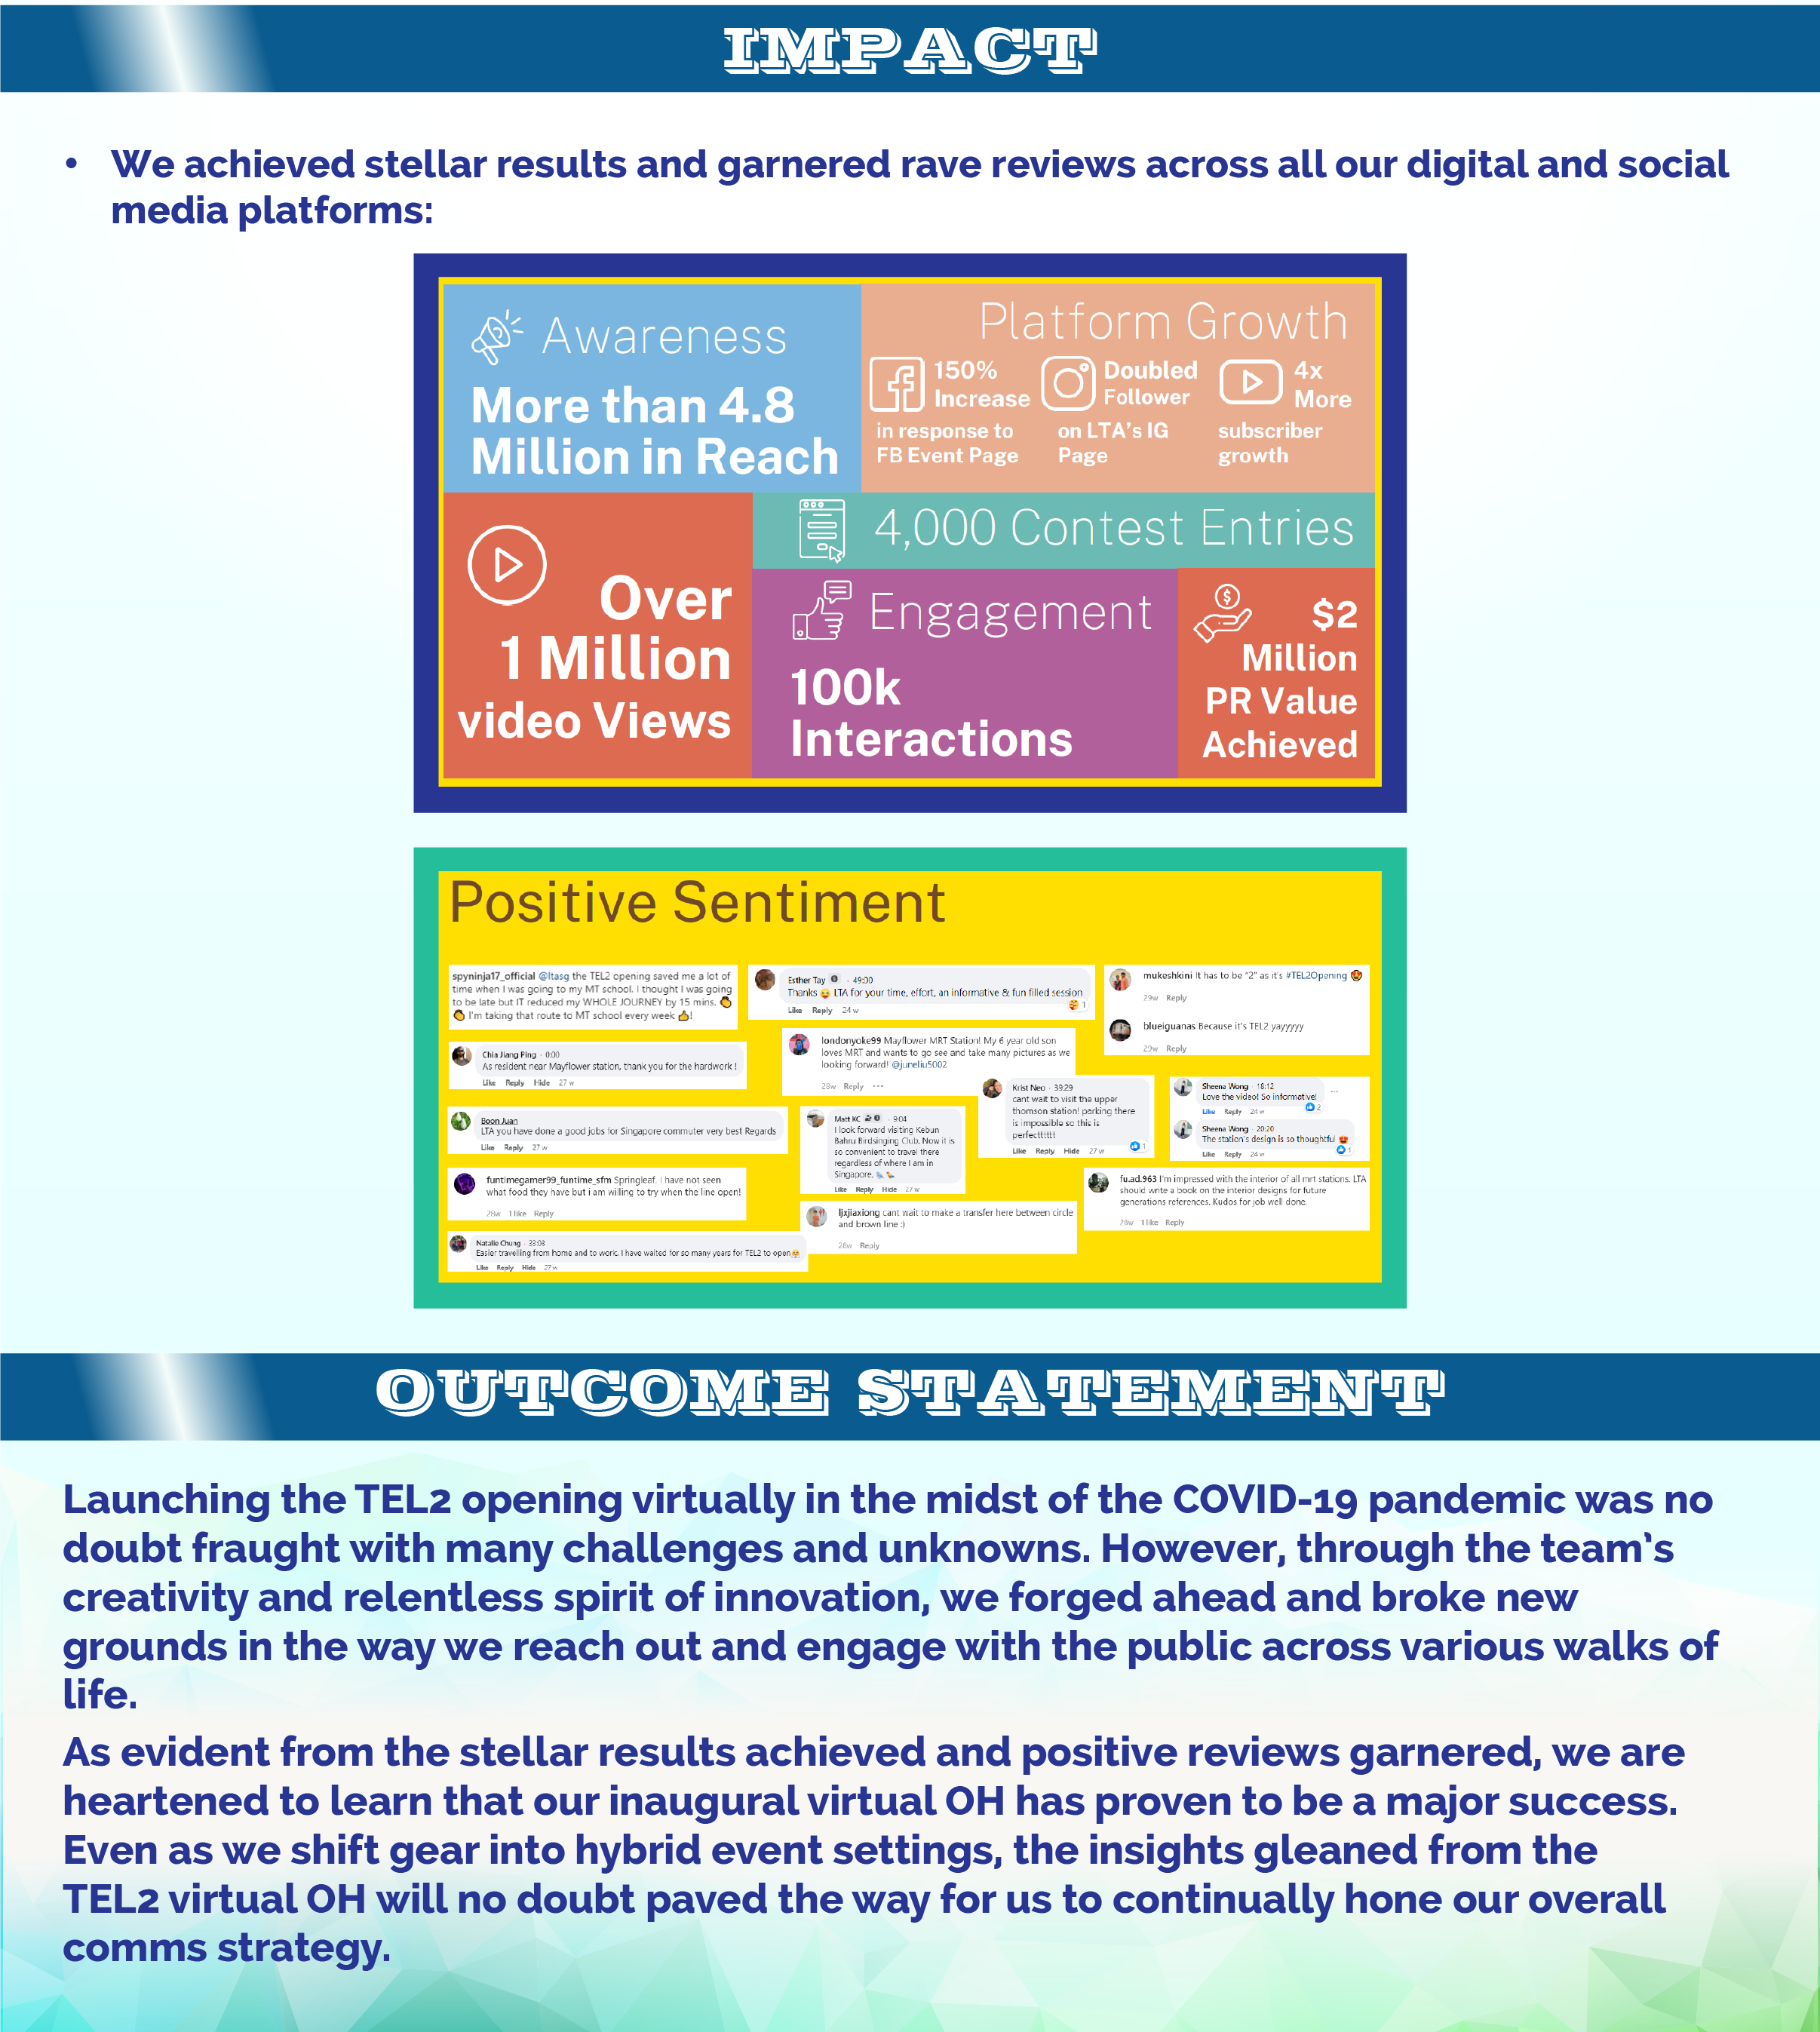 IMPACT
• We achieved stellar results and garnered rave reviews across all our digital and social
media platforms:
Awareness
More than 4.8
Million in Reach
Platform Growth
150%
Increase
in response to
FB Event Page
Doubled
Follower
on LTA's IG
Page
4x
More
subscriber
growth
Over
1 Million
video Views
4,000 Contest Entries
Engagement
100k
Interactions
$2
Million
PR Value
Achieved
Positive Sentiment
spyninja17_official @ltasg the TEL2 opening saved me a lot of
time when I was going to my MT school. I thought I was going
to be late but IT reduced my WHOLE JOURNEY by 15 mins. 👏
👏 I'm taking that route to MT school every week 👍!
Esther Tay · 49:00
Thanks 😄 LTA for your time, effort, an informative & fun filled session
1
Like Reply 24 w
mukeshkini It has to be "2" as it's #TEL2Opening 😍
29w Reply
blueiguanas Because it's TEL2 yayyyyy
29w Reply
Chia Jiang Ping · 0:00
As resident near Mayflower station, thank you for the hardwork !
Like Reply Hide 27 w
londonyoke99 Mayflower MRT Station! My 6 year old son
loves MRT and wants to go see and take many pictures as we
looking forward! @juneliu5002
28w Reply ···
Krist Neo · 39:29
cant wait to visit the upper
thomson station! parking there
is impossible so this is
perfectttttt
1
Like Reply Hide 27 w
Sheena Wong · 18:12
Love the video! So informative!
...
2
Like Reply 24 w
Sheena Wong · 20:20
The station's design is so thoughtful 😍
1
Like Reply 24 w
Boon Juan
LTA you have done a good jobs for Singapore commuter very best Regards
Like Reply 27 w
Matt KC · 9:04
I look forward visiting Kebun
Bahru Birdsinging Club. Now it is
so convenient to travel there
regardless of where I am in
Singapore.
Like Reply Hide 27 w
funtimegamer99_funtime_sfm Springleaf. I have not seen
what food they have but i am willing to try when the line open!
28w 1 like Reply
fu.ad.963 I'm impressed with the interior of all mrt stations. LTA
should write a book on the interior designs for future
generations references. Kudos for job well done.
28w 1 like Reply
ljxjiaxiong cant wait to make a transfer here between circle
and brown line :)
28w Reply
Natalie Chung · 33:08
Easier travelling from home and to work. I have waited for so many years for TEL2 to open
Like Reply Hide 27 w
OUTCOME STATEMENT
Launching the TEL2 opening virtually in the midst of the COVID-19 pandemic was no
doubt fraught with many challenges and unknowns. However, through the team's
creativity and relentless spirit of innovation, we forged ahead and broke new
grounds in the way we reach out and engage with the public across various walks of
life.
As evident from the stellar results achieved and positive reviews garnered, we are
heartened to learn that our inaugural virtual OH has proven to be a major success.
Even as we shift gear into hybrid event settings, the insights gleaned from the
TEL2 virtual OH will no doubt paved the way for us to continually hone our overall
comms strategy.